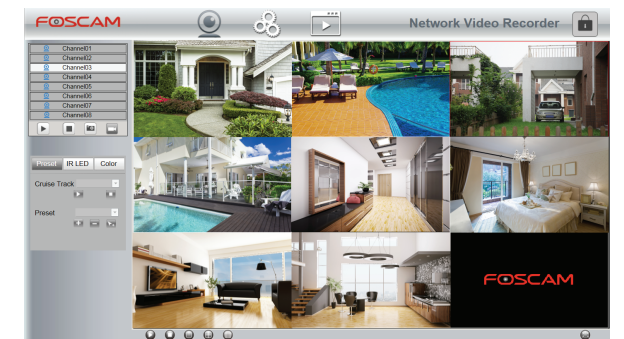 FOSCAM
Network Video Recorder
Channel01
Channel02
Channel03
Channel04
Channel05
Channel06
Channel07
Channel08
Preset IR LED Color
Cruise Track
Preset
FOSCAM